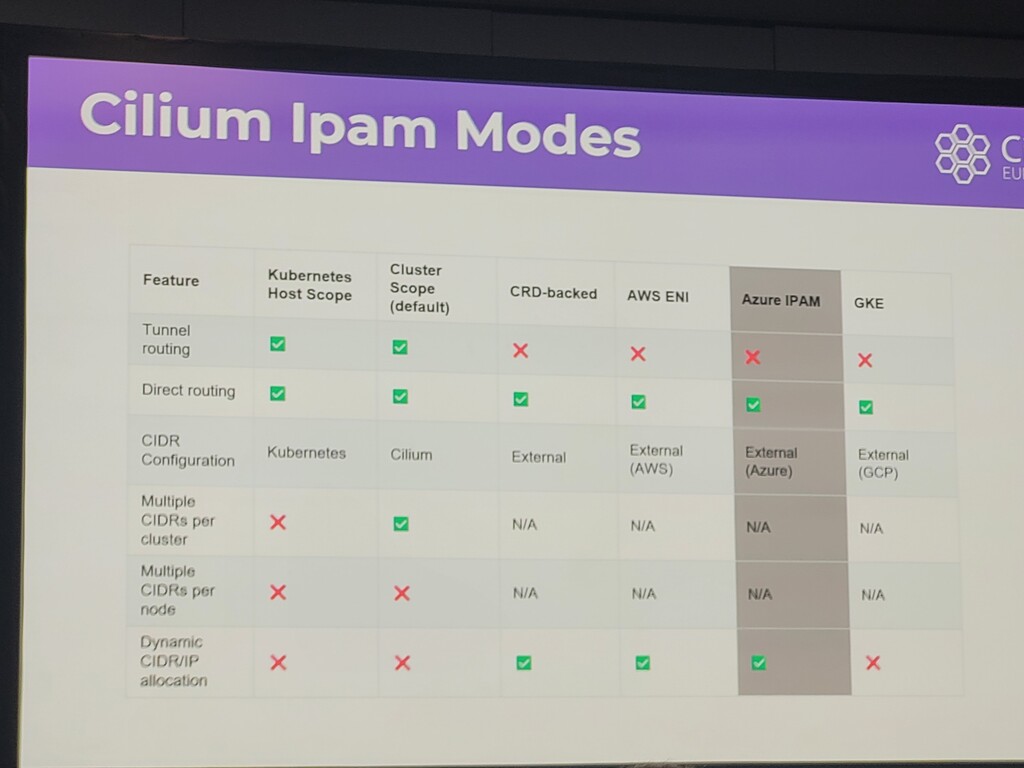 Cilium Ipam Modes
EU
Feature
Kubernetes
Host Scope
Cluster
Scope
(default)
CRD-backed
AWS ENI
Azure IPAM
GKE
Tunnel
routing
✅
✅
❌
❌
❌
❌
Direct routing
✅
✅
✅
✅
✅
✅
CIDR
Configuration
Kubernetes
Cilium
External
External
(AWS)
External
(Azure)
External
(GCP)
Multiple
CIDRs per
cluster
❌
✅
N/A
N/A
N/A
N/A
Multiple
CIDRs per
node
❌
❌
N/A
N/A
N/A
N/A
Dynamic
CIDR/IP
allocation
❌
❌
✅
✅
✅
❌